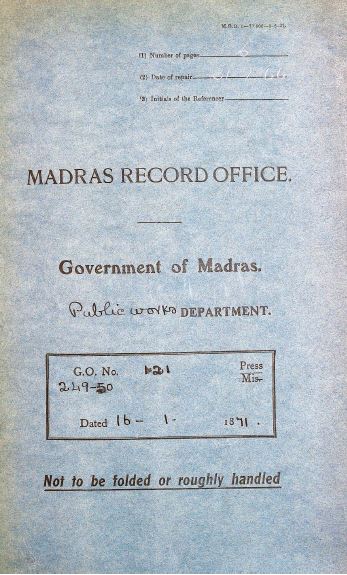 (1) Number of pages
(2) Date of repair
(3) Initials of the Referencer
MADRAS RECORD OFFICE.
Government of Madras.
Public works DEPARTMENT.
G.O. No. 121 Press
249-50 Mis.
Dated 16 - 1 - 1871.
Not to be folded or roughly handled